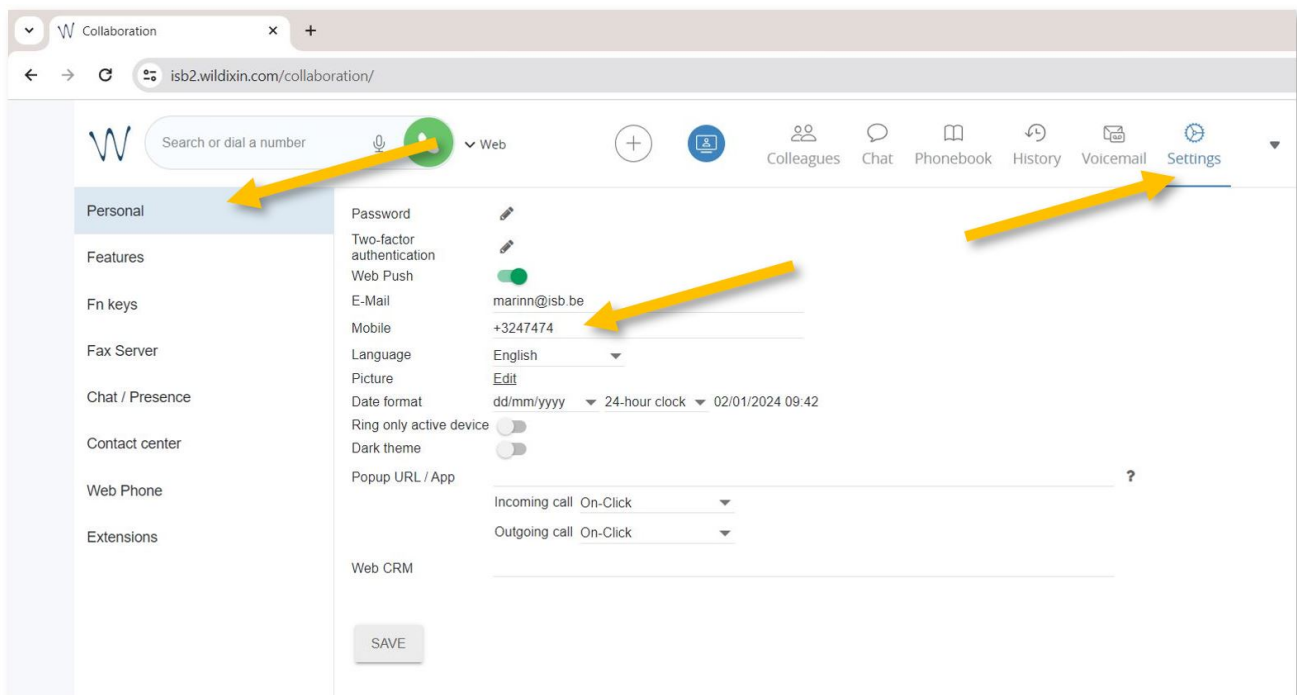 Collaboration
isb2.wildixin.com/collaboration/
Search or dial a number
Web
Colleagues
Chat
Phonebook
History
Voicemail
Settings
Personal
Features
Fn keys
Fax Server
Chat / Presence
Contact center
Web Phone
Extensions
Password
Two-factor
authentication
Web Push
E-Mail marinn@isb.be
Mobile +3247474
Language English
Picture Edit
Date format dd/mm/yyyy 24-hour clock 02/01/2024 09:42
Ring only active device
Dark theme
Popup URL / App ?
Incoming call On-Click
Outgoing call On-Click
Web CRM
SAVE